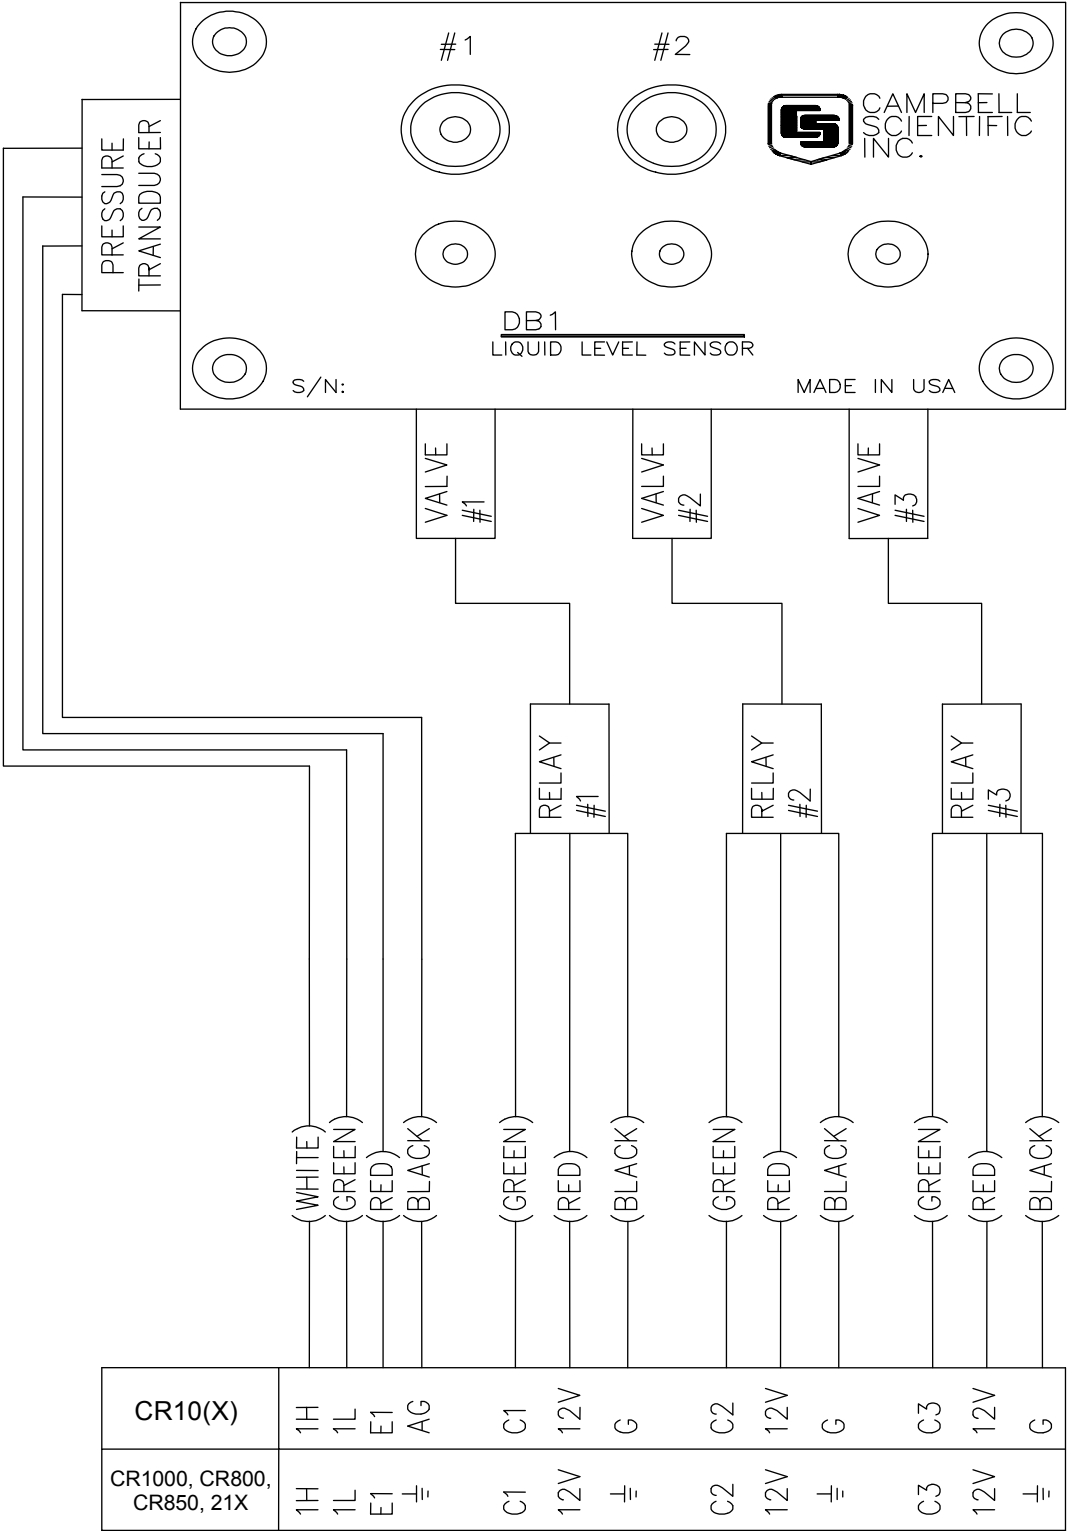 #1
#2
CAMPBELL
SCIENTIFIC
INC.
PRESSURE
TRANSDUCER
DB1
LIQUID LEVEL SENSOR
S/N:
MADE IN USA
VALVE
#1
VALVE
#2
VALVE
#3
RELAY
#1
RELAY
#2
RELAY
#3
(WHITE)
(GREEN)
(RED)
(BLACK)
(GREEN)
(RED)
(BLACK)
(GREEN)
(RED)
(BLACK)
(GREEN)
(RED)
(BLACK)
CR10(X)
1H
1L
E1
AG
C1
12V
G
C2
12V
G
C3
12V
G
CR1000, CR800,
CR850, 21X
1H
1L
E1
⏚
C1
12V
⏚
C2
12V
⏚
C3
12V
⏚